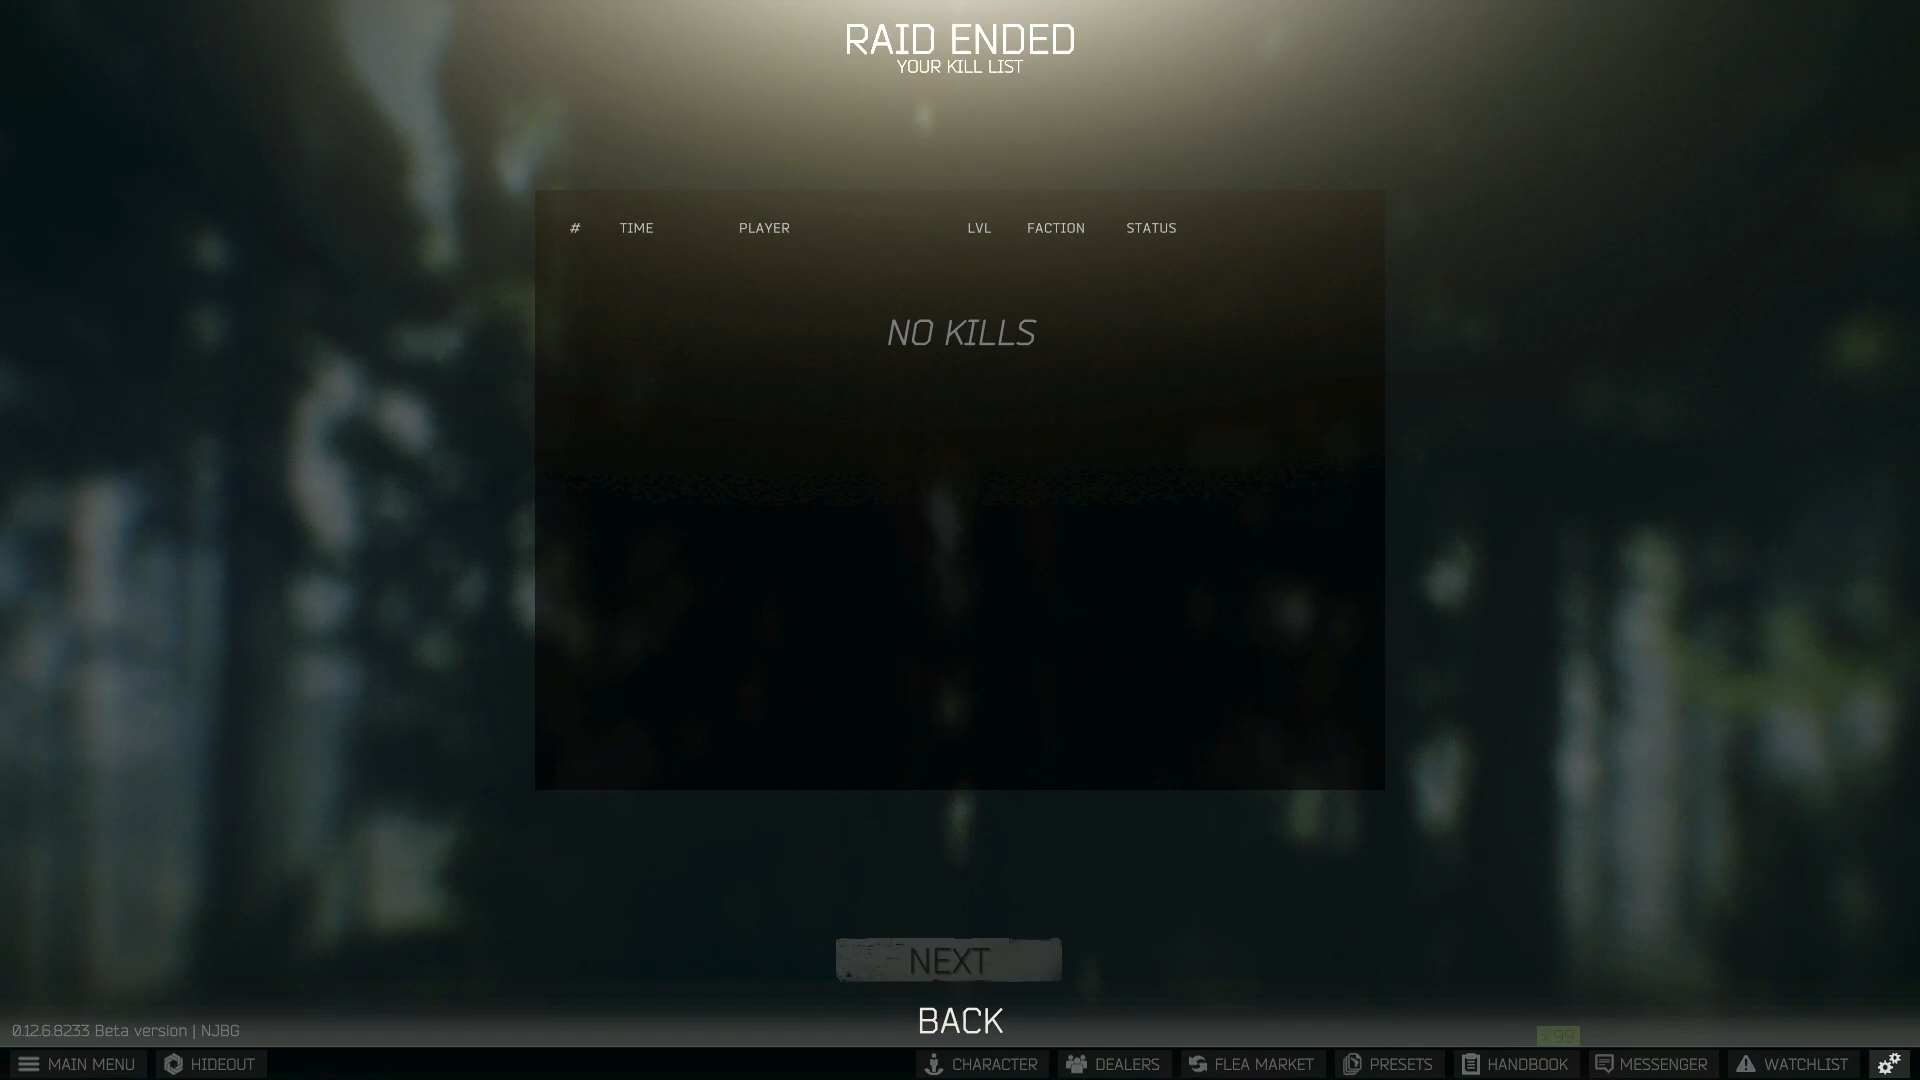 RAID ENDED
YOUR KILL LIST
# TIME PLAYER LVL FACTION STATUS
NO KILLS
NEXT
BACK
0.12.6.8233 Beta version | NJBG
> 99
MAIN MENU HIDEOUT CHARACTER DEALERS FLEA MARKET PRESETS HANDBOOK MESSENGER WATCHLIST